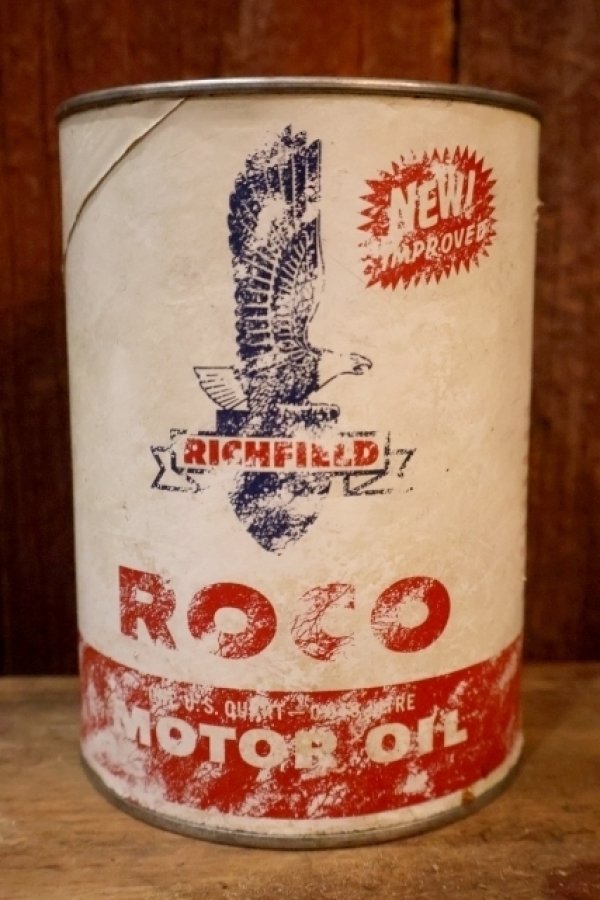 NEW!
IMPROVED
RICHFIELD
ROCO
U.S. QUART
MOTOR OIL